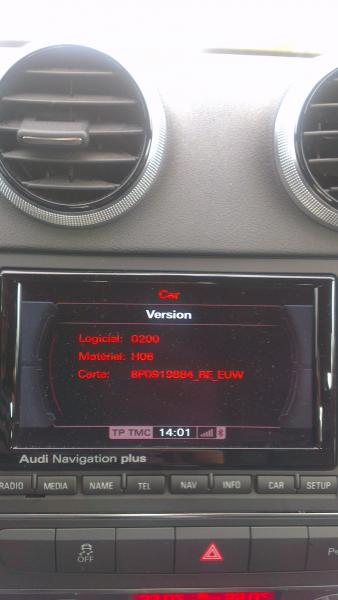 Car
Version
Logiciel: 0200
Matériel: H08
Carte: 8P0919884_BE_EUW
TP TMC 14:01
Audi Navigation plus
RADIO MEDIA NAME TEL NAV INFO CAR SETUP
OFF